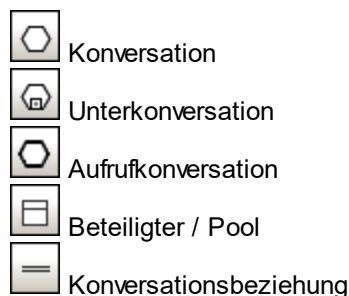 Konversation
Unterkonversation
Aufrufkonversation
Beteiligter / Pool
Konversationsbeziehung